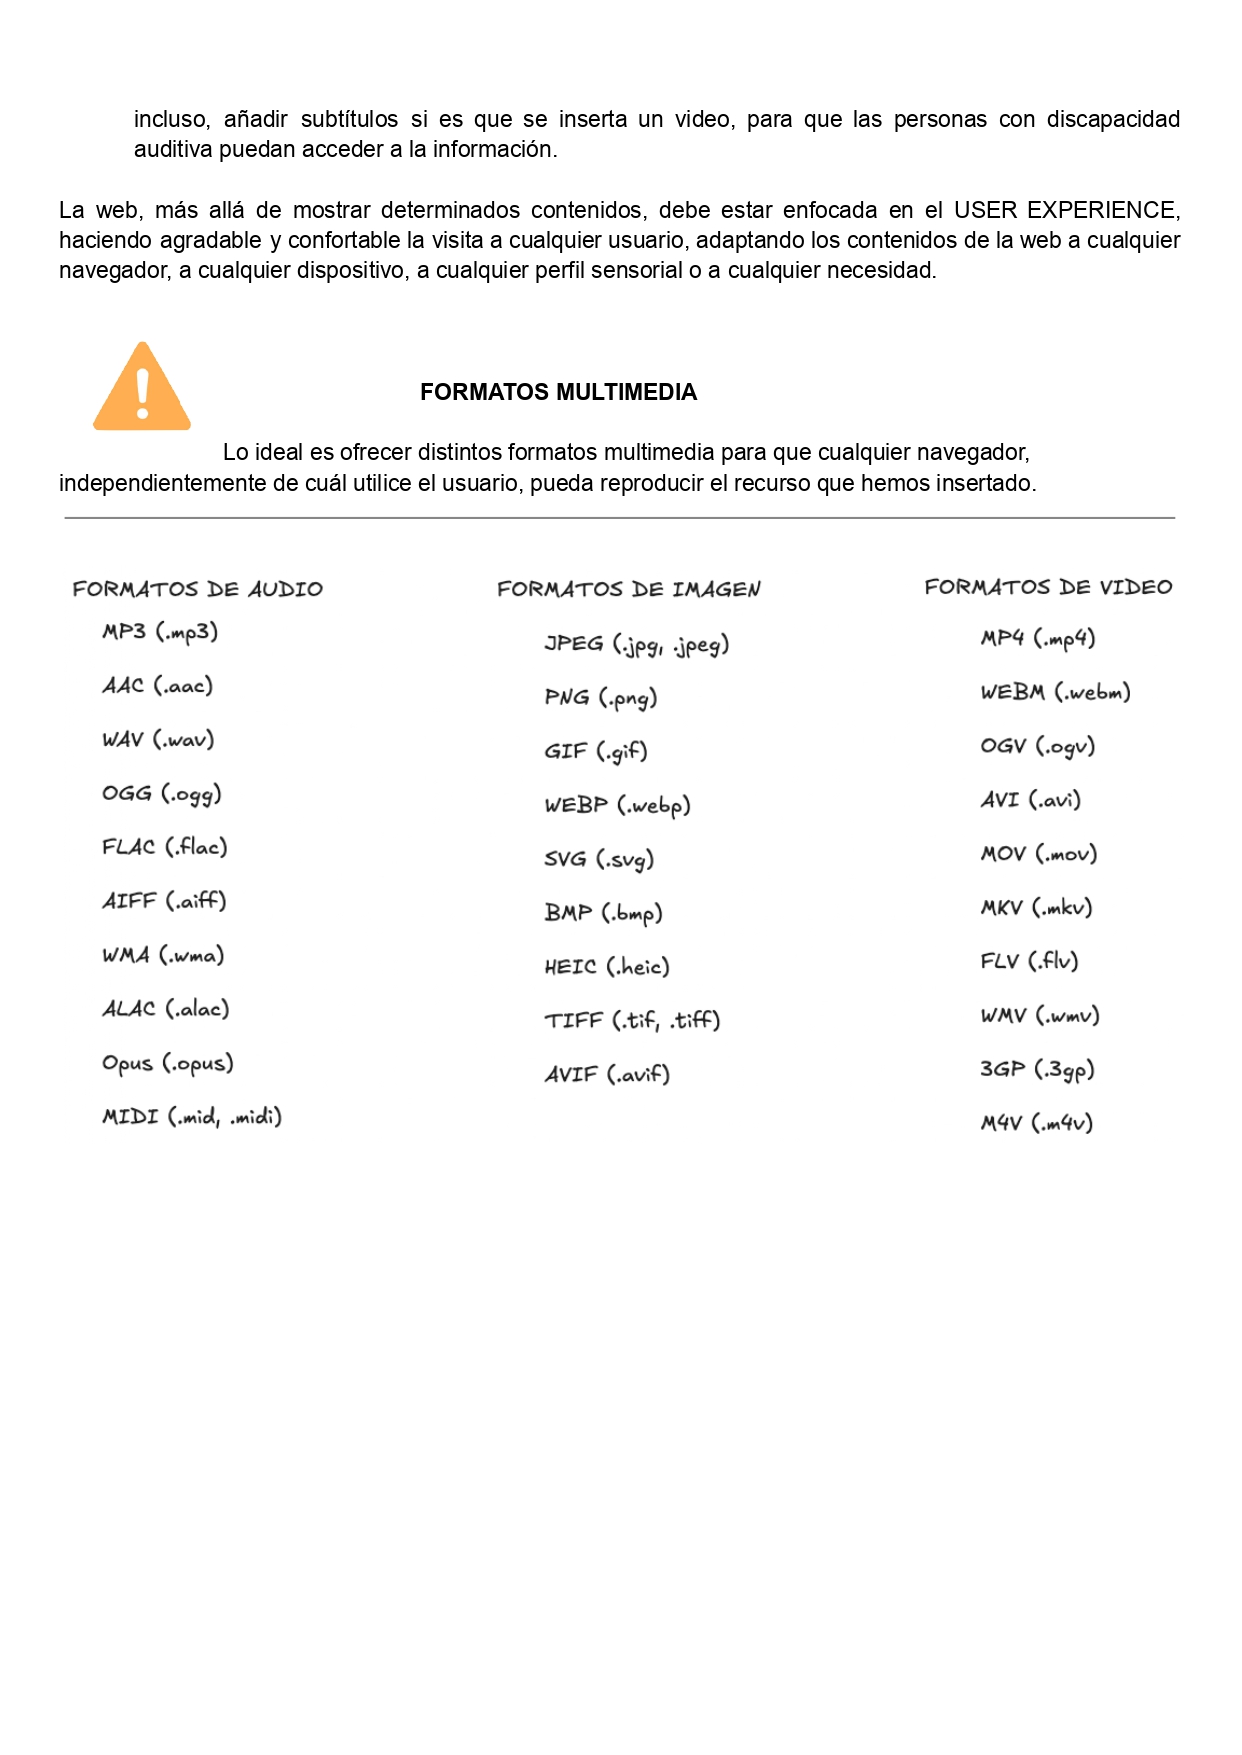 incluso, añadir subtítulos si es que se inserta un video, para que las personas con discapacidad
auditiva puedan acceder a la información.
La web, más allá de mostrar determinados contenidos, debe estar enfocada en el USER EXPERIENCE,
haciendo agradable y confortable la visita a cualquier usuario, adaptando los contenidos de la web a cualquier
navegador, a cualquier dispositivo, a cualquier perfil sensorial o a cualquier necesidad.
FORMATOS MULTIMEDIA
Lo ideal es ofrecer distintos formatos multimedia para que cualquier navegador,
independientemente de cuál utilice el usuario, pueda reproducir el recurso que hemos insertado.
FORMATOS DE AUDIO
MP3 (.mp3)
AAC (.aac)
WAV (.wav)
OGG (.ogg)
FLAC (.flac)
AIFF (.aiff)
WMA (.wma)
ALAC (.alac)
Opus (.opus)
MIDI (.mid, .midi)
FORMATOS DE IMAGEN
JPEG (.jpg, .jpeg)
PNG (.png)
GIF (.gif)
WEBP (.webp)
SVG (.svg)
BMP (.bmp)
HEIC (.heic)
TIFF (.tif, .tiff)
AVIF (.avif)
FORMATOS DE VIDEO
MP4 (.mp4)
WEBM (.webm)
OGV (.ogv)
AVI (.avi)
MOV (.mov)
MKV (.mkv)
FLV (.flv)
WMV (.wmv)
3GP (.3gp)
M4V (.m4v)